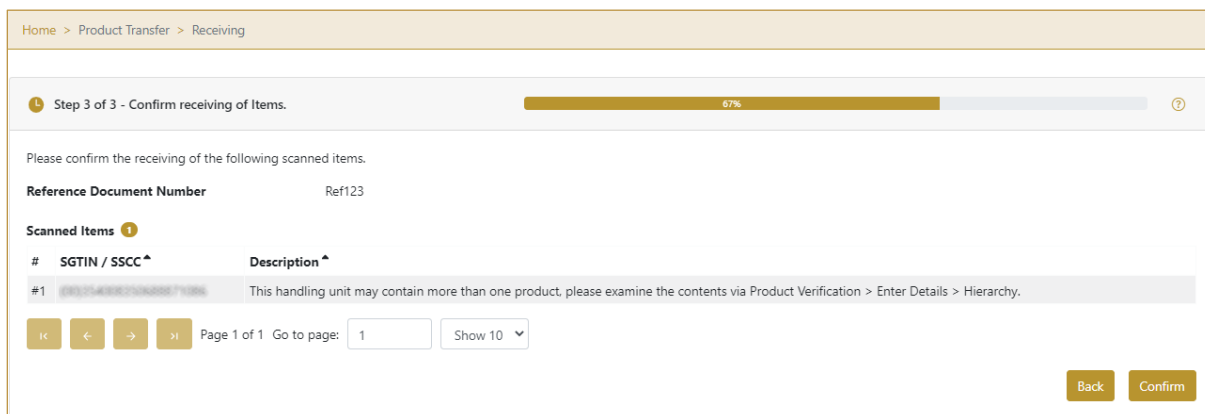 Home > Product Transfer > Receiving
Step 3 of 3 - Confirm receiving of Items.
67%
?
Please confirm the receiving of the following scanned items.
Reference Document Number Ref123
Scanned Items 1
# SGTIN / SSCC Description
#1 This handling unit may contain more than one product, please examine the contents via Product Verification > Enter Details > Hierarchy.
Page 1 of 1 Go to page: 1 Show 10
Back Confirm